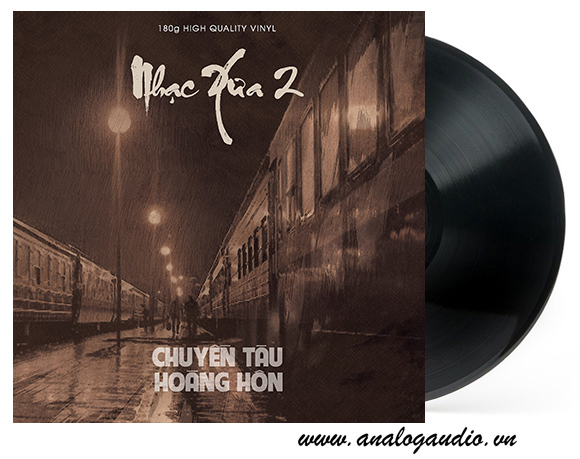 180g HIGH QUALITY VINYL
Nhạc Xưa 2
CHUYẾN TÀU
HOÀNG HÔN
www.analogaudio.vn